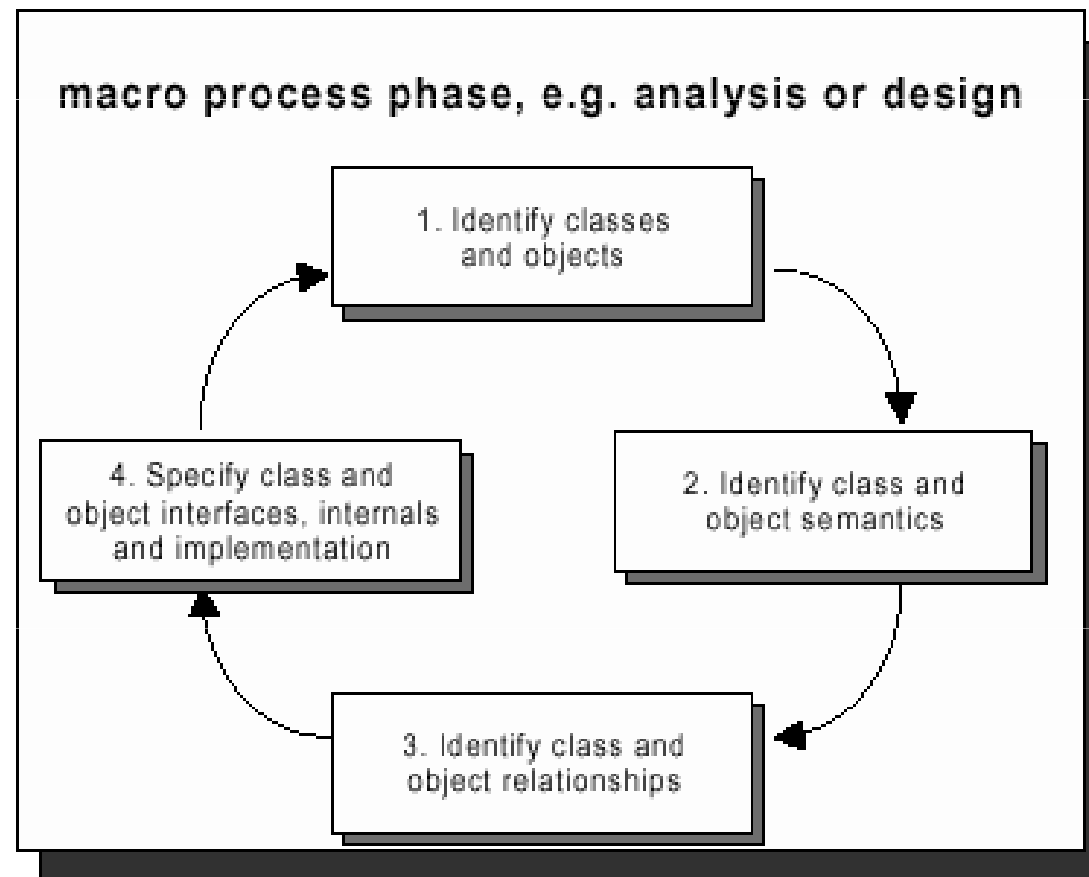 macro process phase, e.g. analysis or design
1. Identify classes
and objects
2. Identify class and
object semantics
3. Identify class and
object relationships
4. Specify class and
object interfaces, internals
and implementation